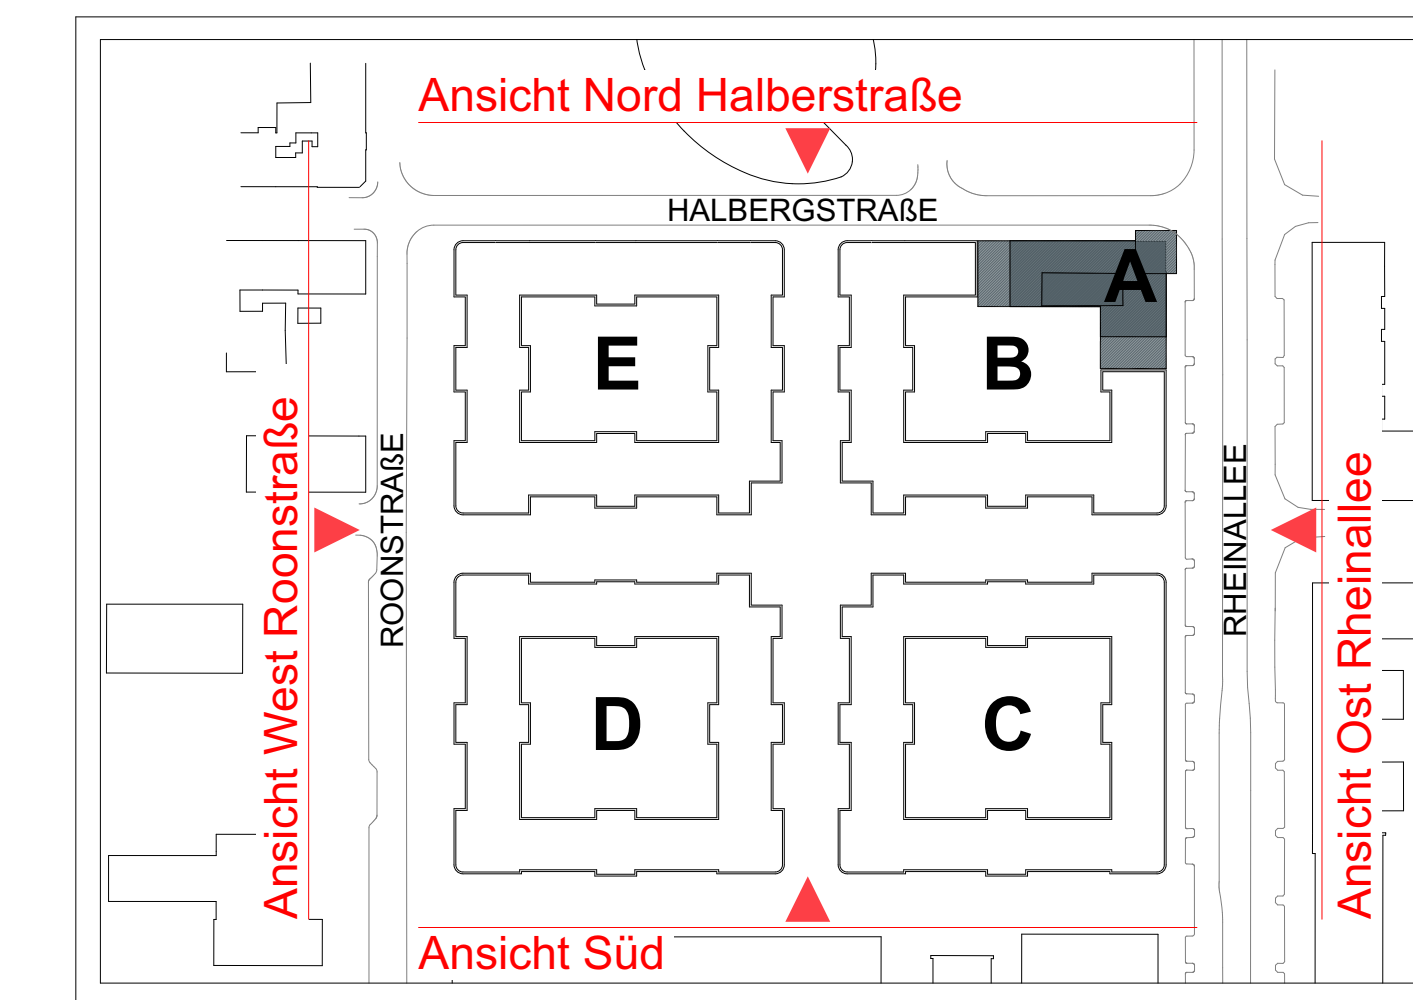 Ansicht Nord Halberstraße
HALBERGSTRAßE
A
E
B
Ansicht West Roonstraße
ROONSTRAßE
RHEINALLEE
Ansicht Ost Rheinallee
D
C
Ansicht Süd